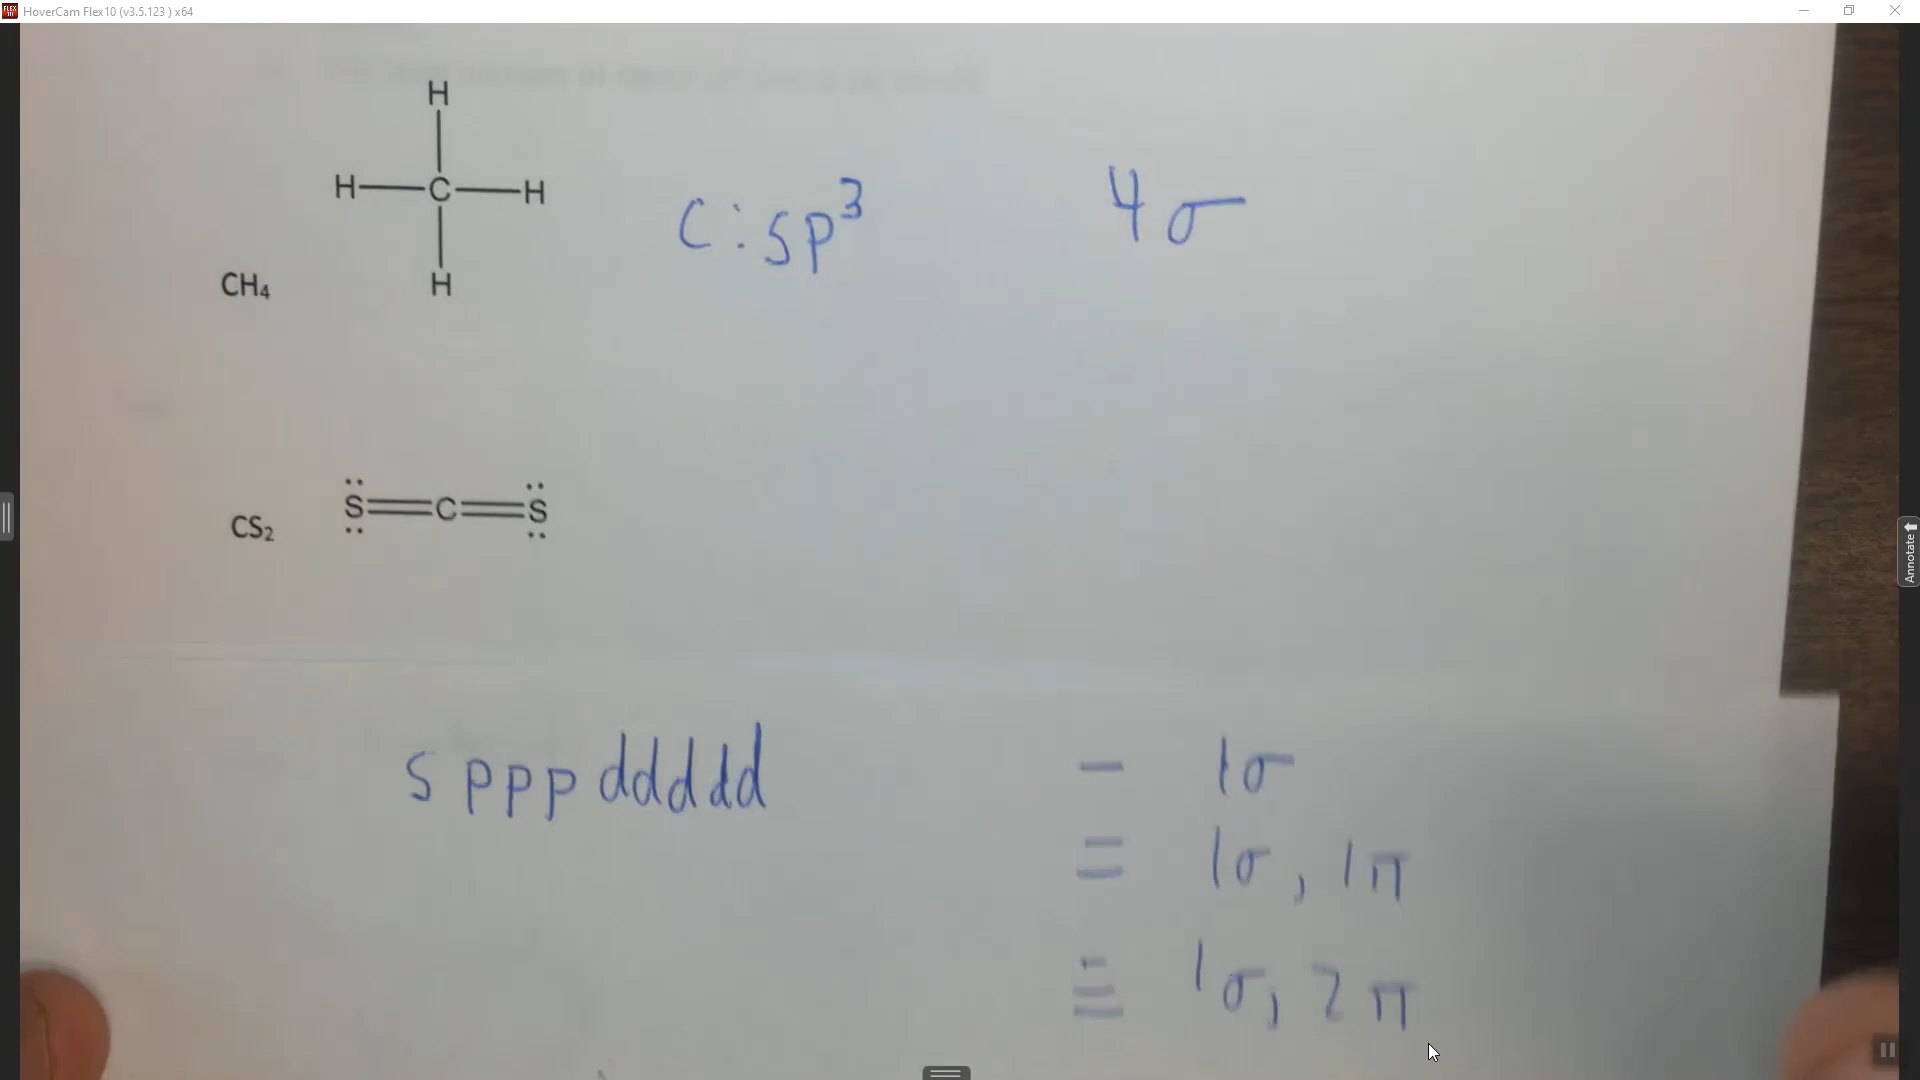 HoverCam Flex10 (v3.5.123 ) x64
H
H—C—H
H
CH₄
C:sp³
4σ
S=C=S
CS₂
s ppp ddddd
— 1σ
= 1σ, 1π
≡ 1σ, 2π
Annotate